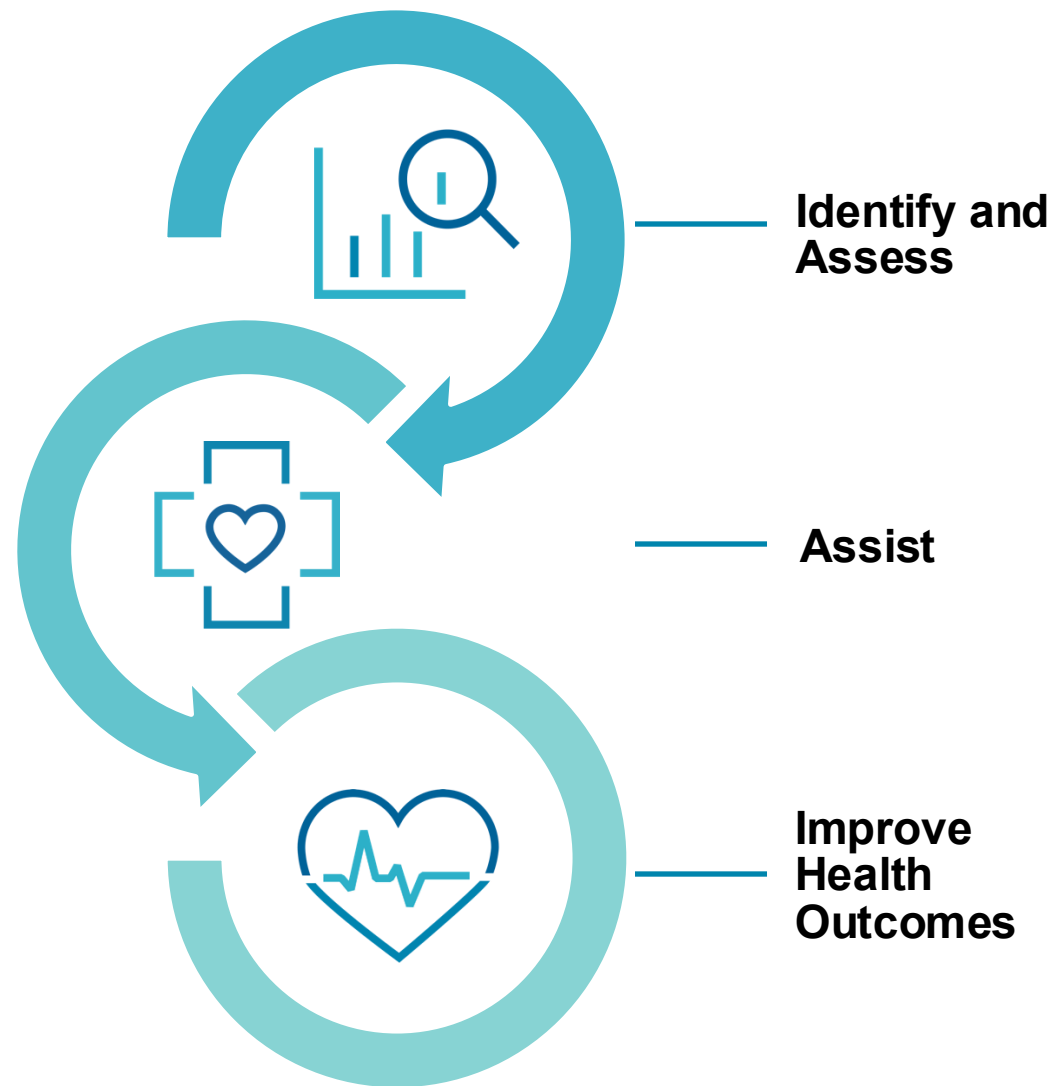 Identify and
Assess
Assist
Improve
Health
Outcomes